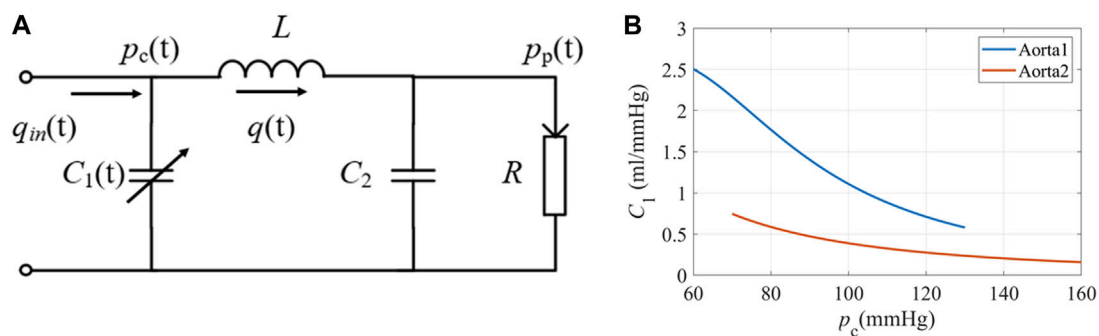 A
p_c(t)
L
p_p(t)
q_in(t)
q(t)
C_1(t)
C_2
R
B
C_1 (ml/mmHg)
3
2.5
2
1.5
1
0.5
0
60 80 100 120 140 160
p_c(mmHg)
Aorta1
Aorta2